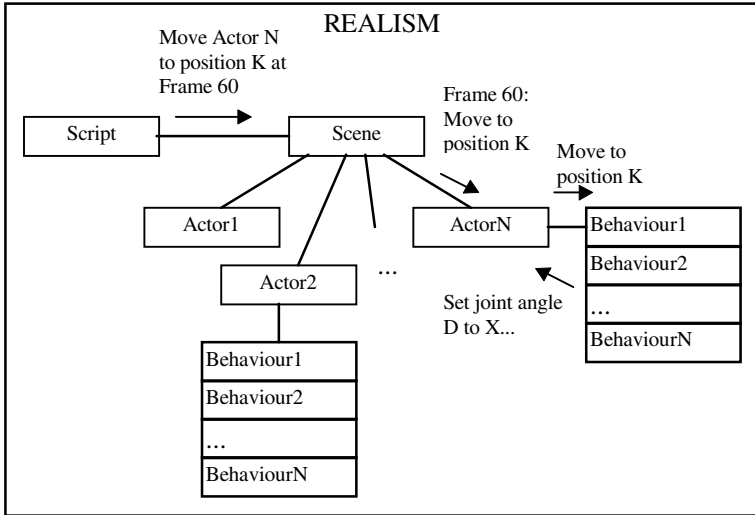 REALISM
Move Actor N
to position K at
Frame 60
Frame 60:
Move to
position K
Script
Scene
Move to
position K
Actor1
ActorN
Behaviour1
Behaviour2
...
BehaviourN
Actor2
...
Set joint angle
D to X...
Behaviour1
Behaviour2
...
BehaviourN